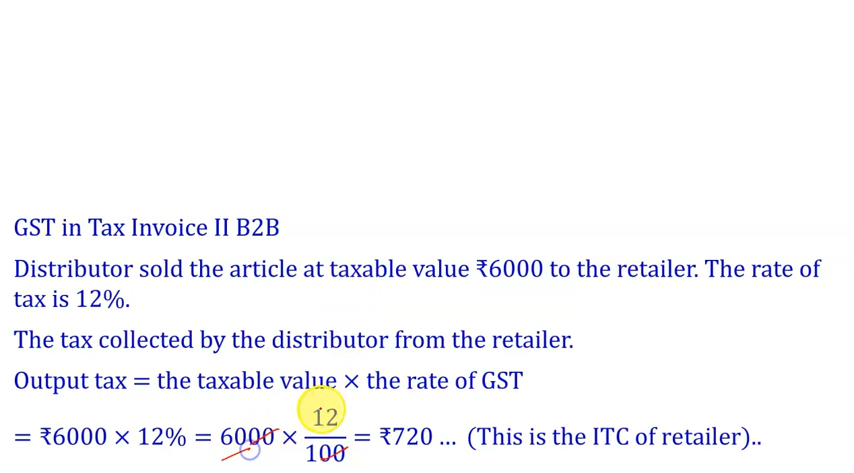 GST in Tax Invoice II B2B
Distributor sold the article at taxable value ₹6000 to the retailer. The rate of
tax is 12%.
The tax collected by the distributor from the retailer.
Output tax = the taxable value × the rate of GST
= ₹6000 × 12% = 6000 × 12/100 = ₹720 ... (This is the ITC of retailer)..